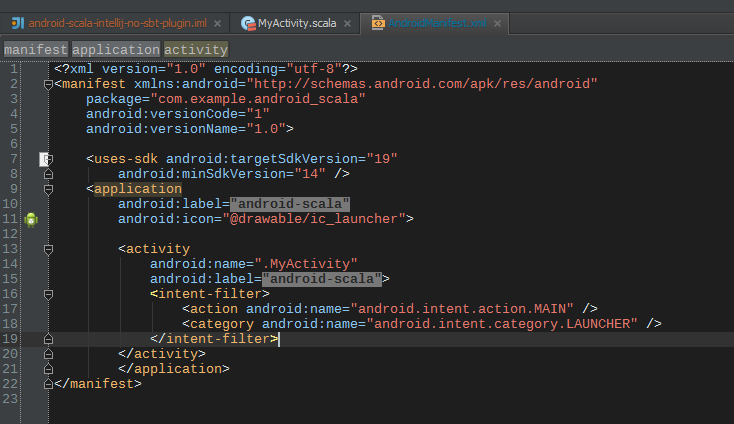 android-scala-intellij-no-sbt-plugin.iml MyActivity.scala AndroidManifest.xml
manifest application activity
1 <?xml version="1.0" encoding="utf-8"?>
2 <manifest xmlns:android="http://schemas.android.com/apk/res/android"
3 package="com.example.android_scala"
4 android:versionCode="1"
5 android:versionName="1.0">
6
7 <uses-sdk android:targetSdkVersion="19"
8 android:minSdkVersion="14" />
9 <application
10 android:label="android-scala"
11 android:icon="@drawable/ic_launcher">
12
13 <activity
14 android:name=".MyActivity"
15 android:label="android-scala">
16 <intent-filter>
17 <action android:name="android.intent.action.MAIN" />
18 <category android:name="android.intent.category.LAUNCHER" />
19 </intent-filter>
20 </activity>
21 </application>
22 </manifest>
23